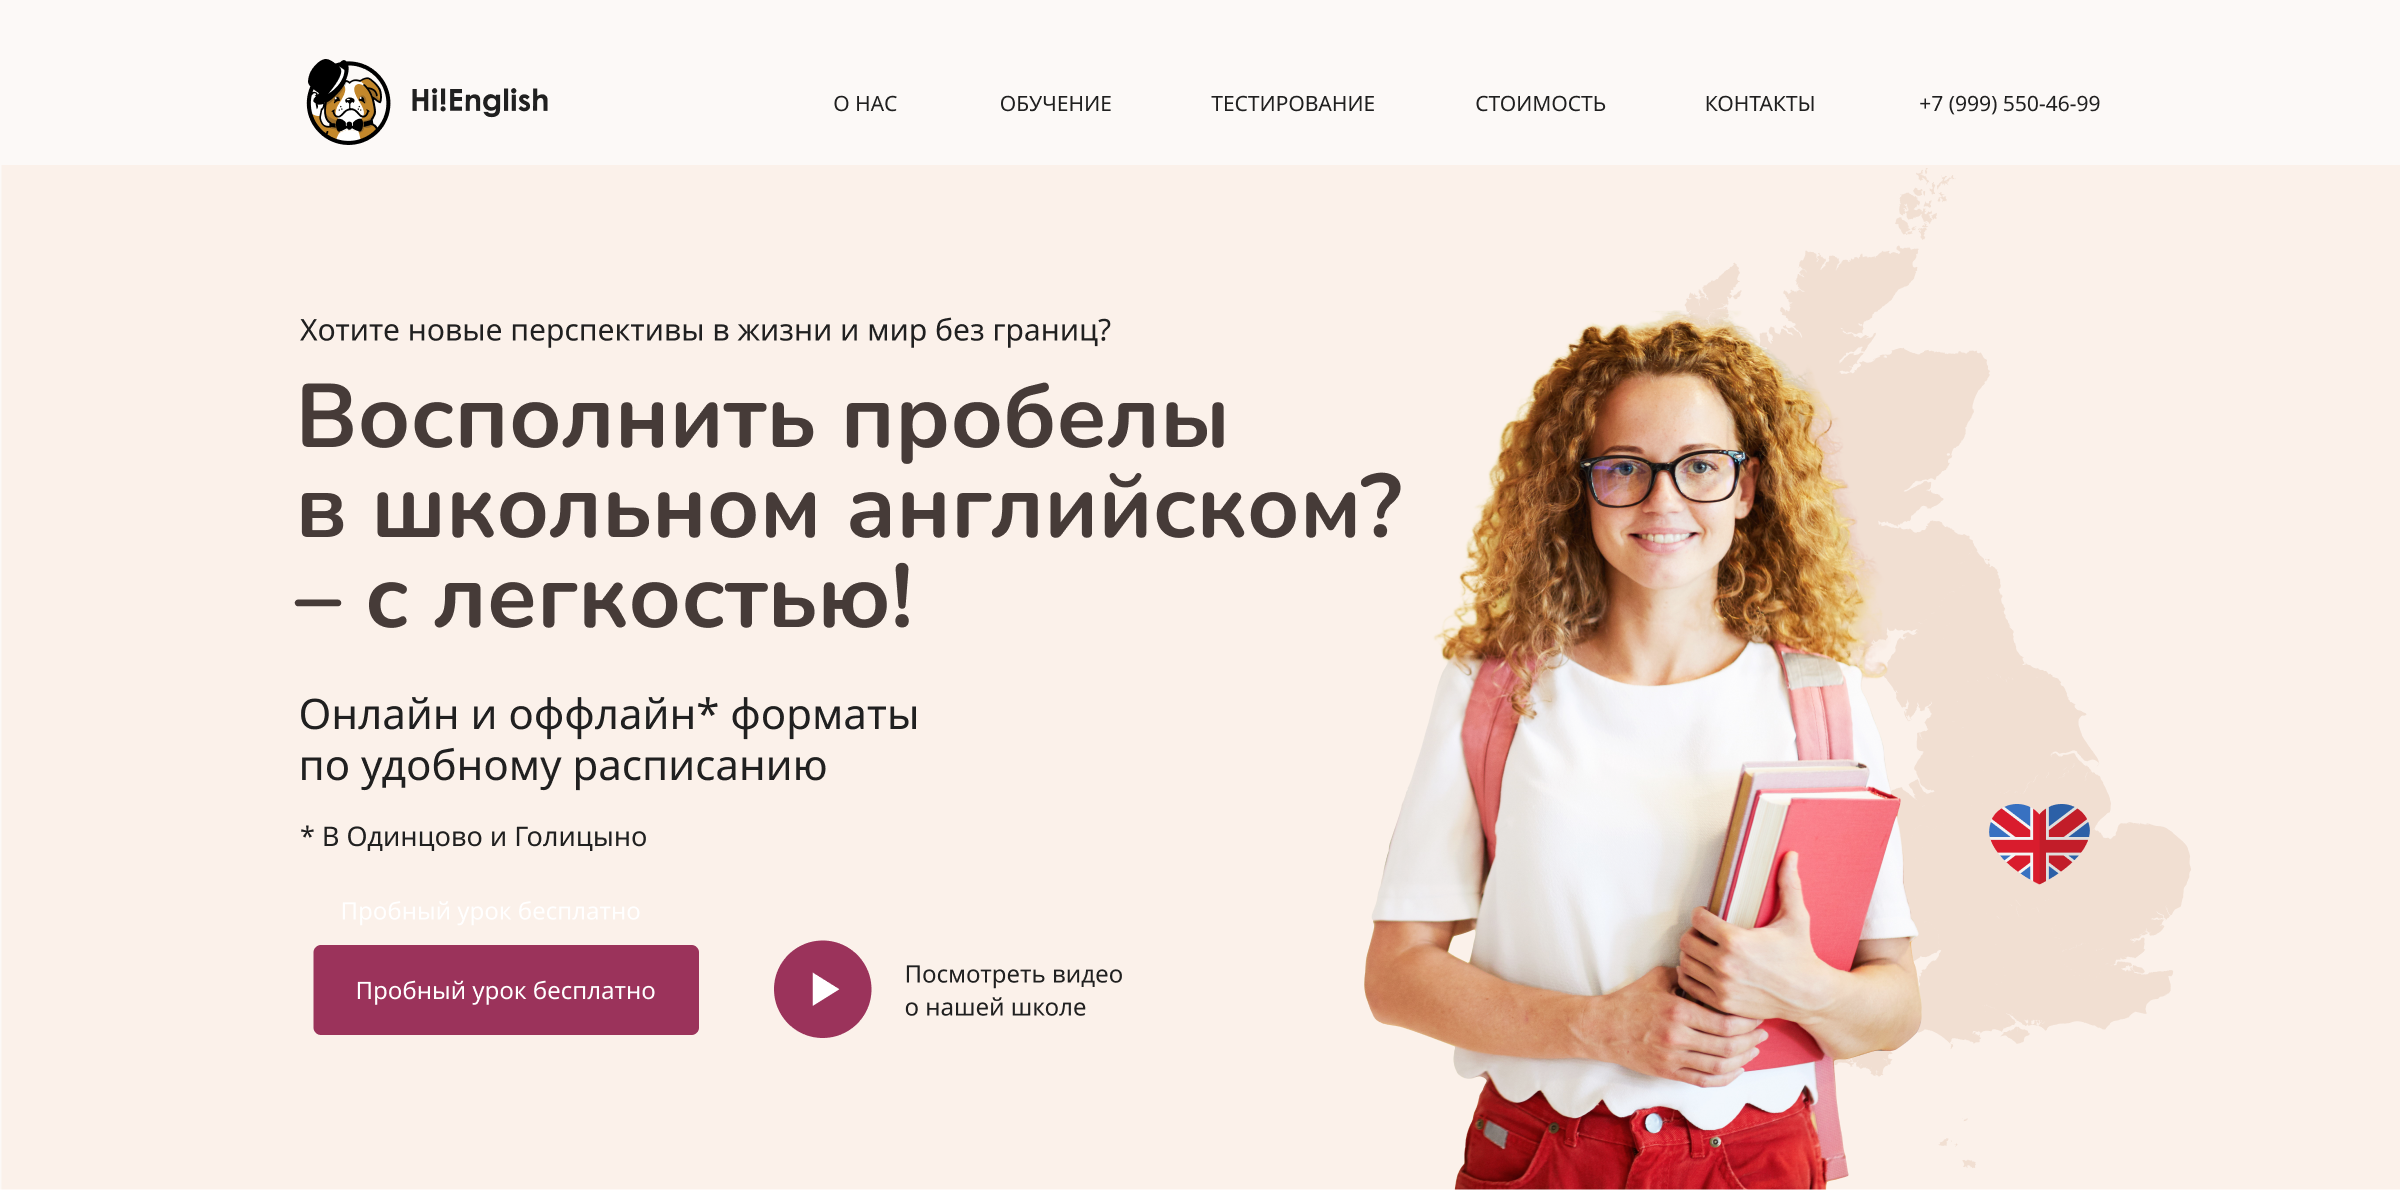 Hi!English
О НАС
ОБУЧЕНИЕ
ТЕСТИРОВАНИЕ
СТОИМОСТЬ
КОНТАКТЫ
+7 (999) 550-46-99
Хотите новые перспективы в жизни и мир без границ?
Восполнить пробелы
в школьном английском?
– с легкостью!
Онлайн и оффлайн* форматы
по удобному расписанию
* В Одинцово и Голицыно
Пробный урок бесплатно
Пробный урок бесплатно
Посмотреть видео
о нашей школе